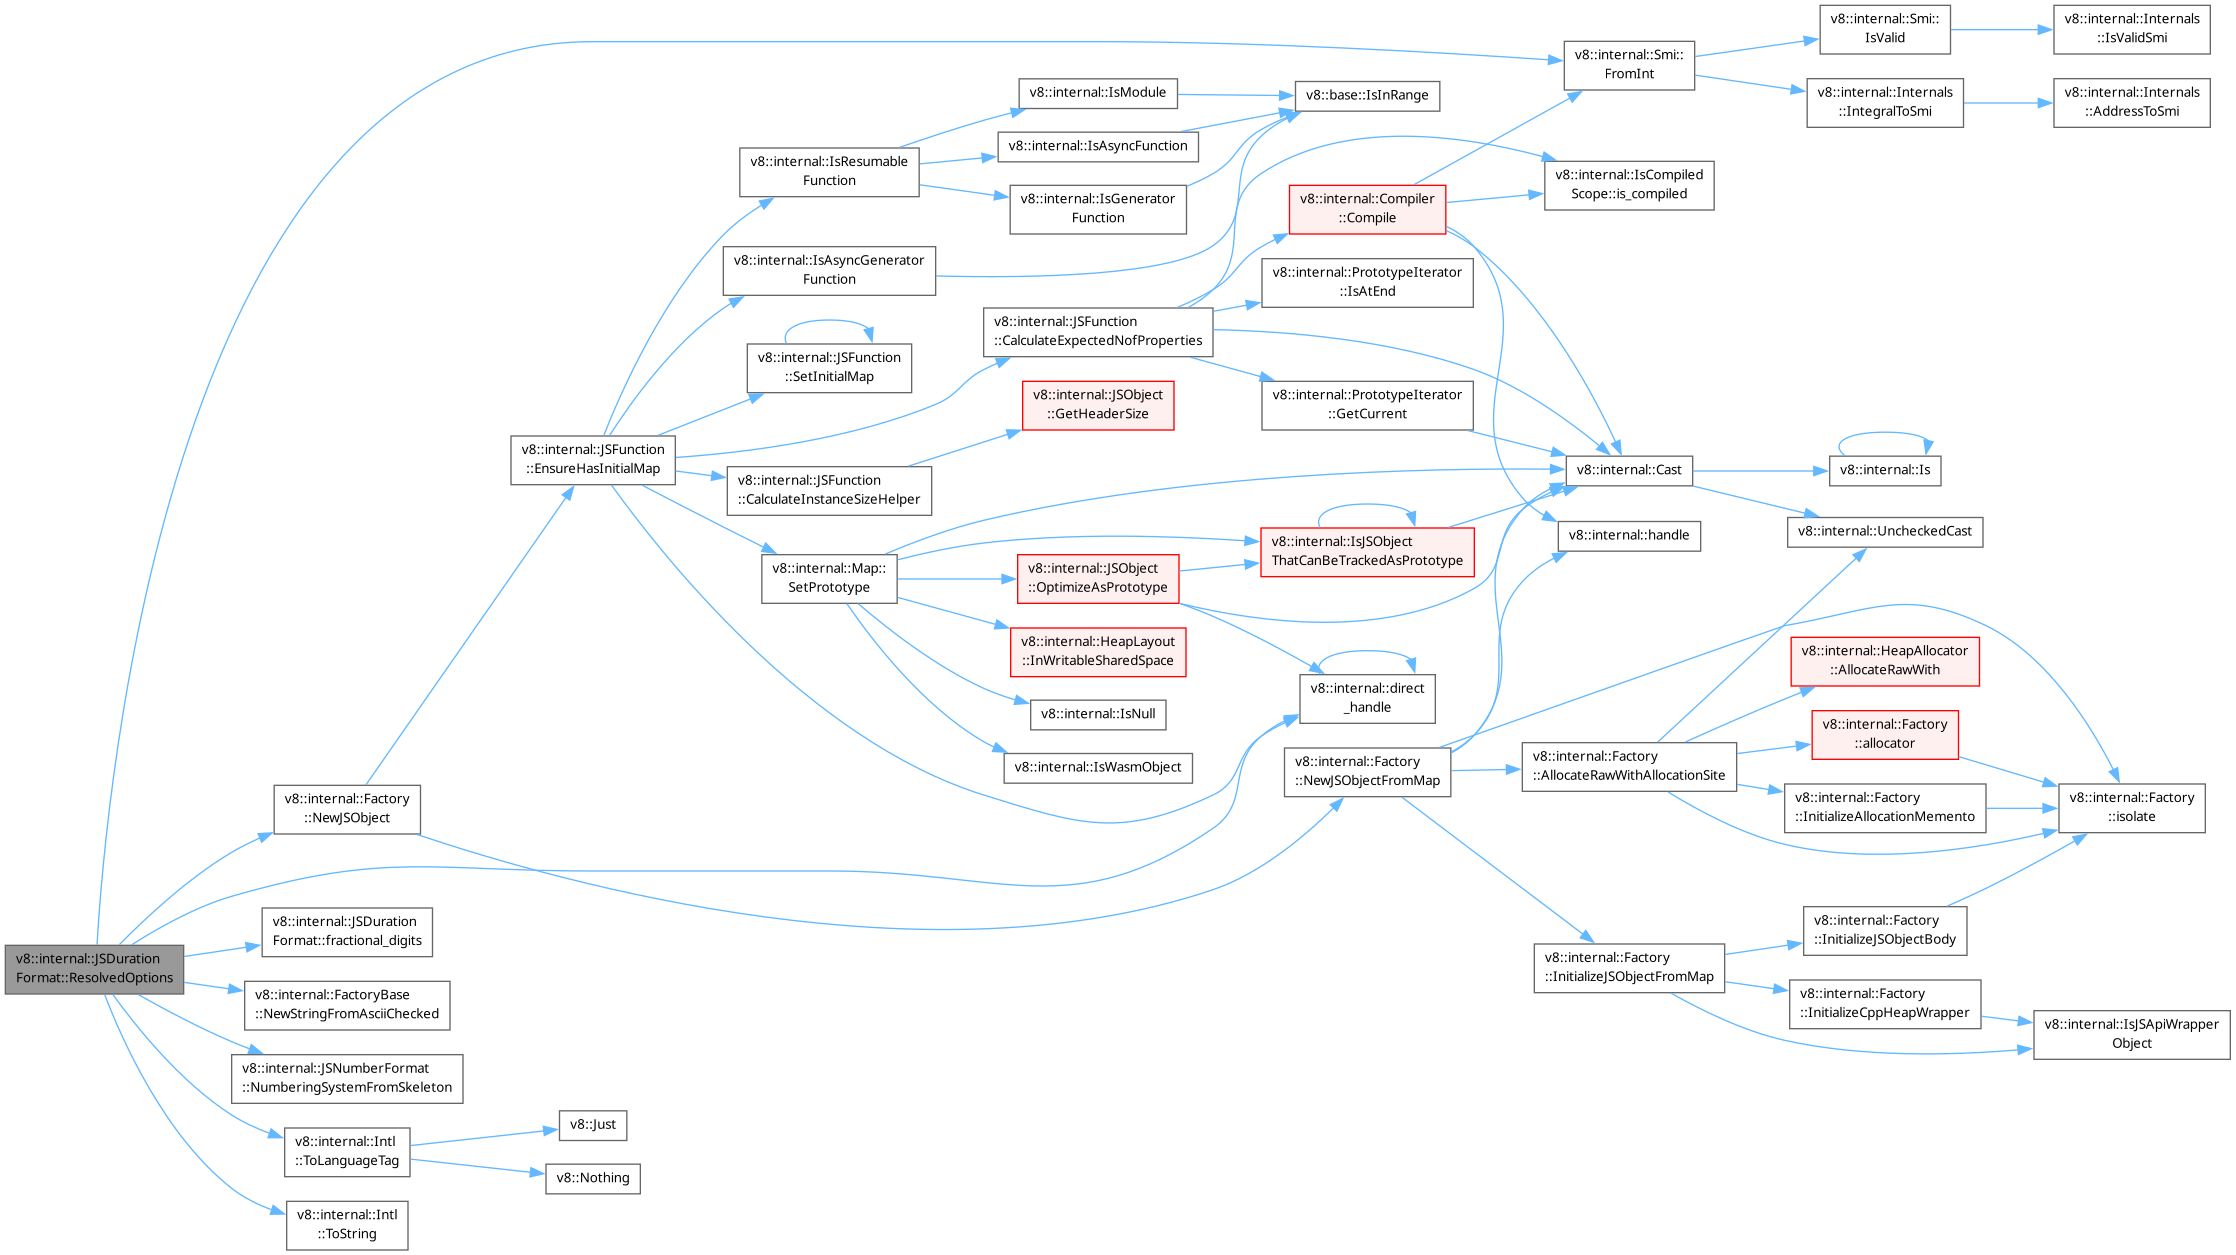 v8::internal::JSDuration
Format::ResolvedOptions
v8::internal::Factory
::NewJSObject
v8::internal::JSDuration
Format::fractional_digits
v8::internal::FactoryBase
::NewStringFromAsciiChecked
v8::internal::JSNumberFormat
::NumberingSystemFromSkeleton
v8::internal::Intl
::ToLanguageTag
v8::internal::Intl
::ToString
v8::internal::JSFunction
::EnsureHasInitialMap
v8::Just
v8::Nothing
v8::internal::IsResumable
Function
v8::internal::IsAsyncGenerator
Function
v8::internal::JSFunction
::SetInitialMap
v8::internal::JSFunction
::CalculateInstanceSizeHelper
v8::internal::Map::
SetPrototype
v8::internal::IsModule
v8::internal::IsAsyncFunction
v8::internal::IsGenerator
Function
v8::internal::JSFunction
::CalculateExpectedNofProperties
v8::internal::JSObject
::GetHeaderSize
v8::internal::JSObject
::OptimizeAsPrototype
v8::internal::HeapLayout
::InWritableSharedSpace
v8::internal::IsNull
v8::internal::IsWasmObject
v8::base::IsInRange
v8::internal::Compiler
::Compile
v8::internal::PrototypeIterator
::IsAtEnd
v8::internal::PrototypeIterator
::GetCurrent
v8::internal::IsJSObject
ThatCanBeTrackedAsPrototype
v8::internal::direct
_handle
v8::internal::Factory
::NewJSObjectFromMap
v8::internal::Smi::
FromInt
v8::internal::IsCompiled
Scope::is_compiled
v8::internal::Cast
v8::internal::handle
v8::internal::Factory
::AllocateRawWithAllocationSite
v8::internal::Factory
::InitializeJSObjectFromMap
v8::internal::Smi::
IsValid
v8::internal::Internals
::IntegralToSmi
v8::internal::Is
v8::internal::UncheckedCast
v8::internal::HeapAllocator
::AllocateRawWith
v8::internal::Factory
::allocator
v8::internal::Factory
::InitializeAllocationMemento
v8::internal::Factory
::InitializeJSObjectBody
v8::internal::Factory
::InitializeCppHeapWrapper
v8::internal::Internals
::IsValidSmi
v8::internal::Internals
::AddressToSmi
v8::internal::Factory
::isolate
v8::internal::IsJSApiWrapper
Object